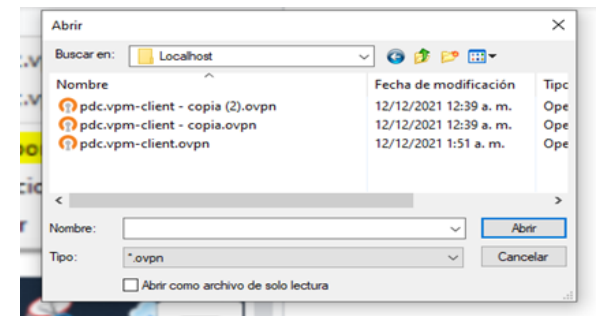 Abrir
Buscar en: Localhost
Nombre Fecha de modificación Tipc
pdc.vpm-client - copia (2).ovpn 12/12/2021 12:39 a. m. Ope
pdc.vpm-client - copia.ovpn 12/12/2021 12:39 a. m. Ope
pdc.vpm-client.ovpn 12/12/2021 1:51 a. m. Ope
Nombre: Abrir
Tipo: *.ovpn Cancelar
Abrir como archivo de solo lectura